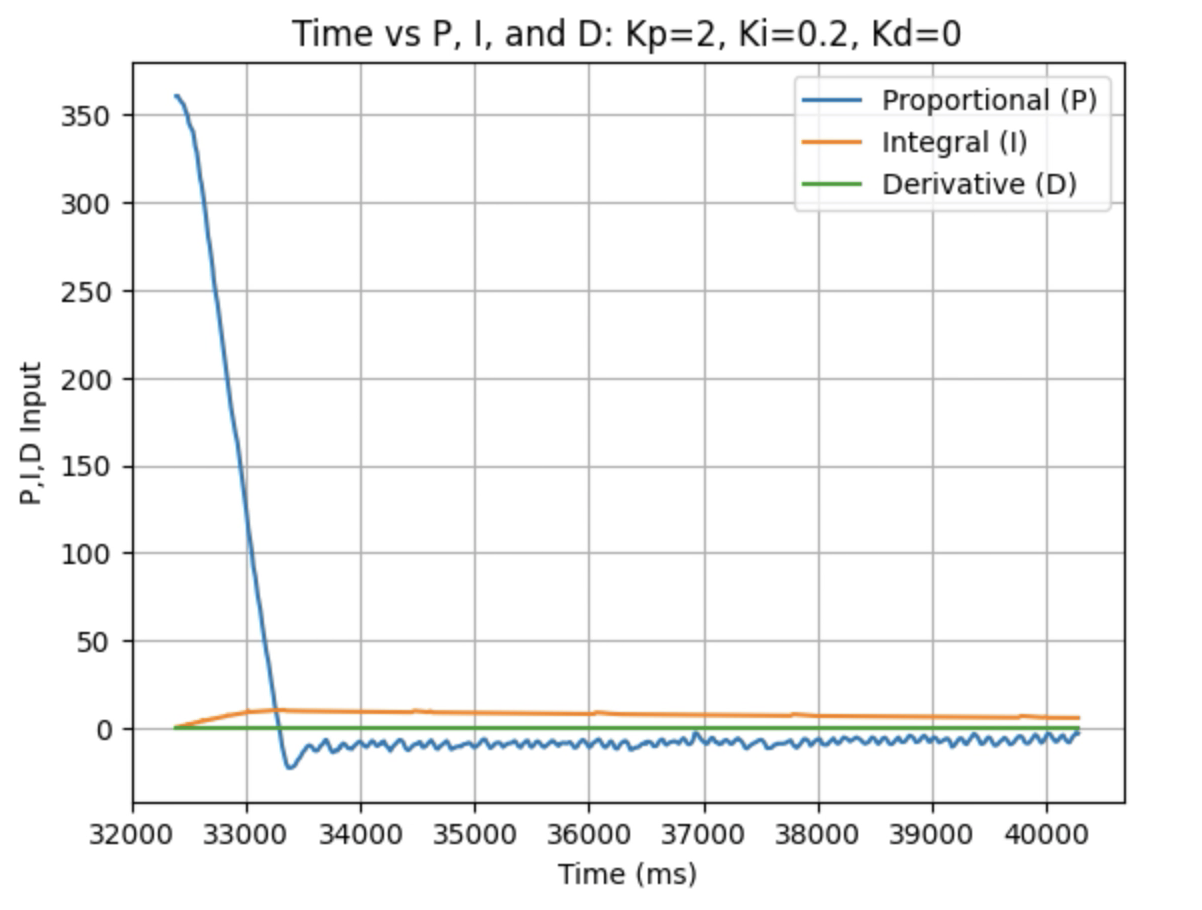 Time vs P, I, and D: Kp=2, Ki=0.2, Kd=0
Proportional (P)
Integral (I)
Derivative (D)
P,I,D Input
350
300
250
200
150
100
50
0
32000 33000 34000 35000 36000 37000 38000 39000 40000
Time (ms)